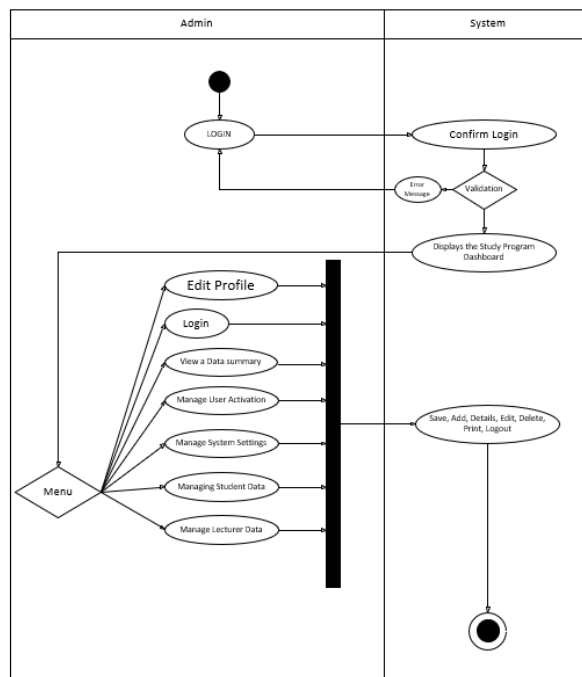 Admin
System
LOGIN
Confirm Login
Error
Message
Validation
Displays the Study Program
Dashboard
Edit Profile
Login
View a Data summary
Manage User Activation
Save, Add, Details, Edit, Delete,
Print, Logout
Manage System Settings
Menu
Managing Student Data
Manage Lecturer Data